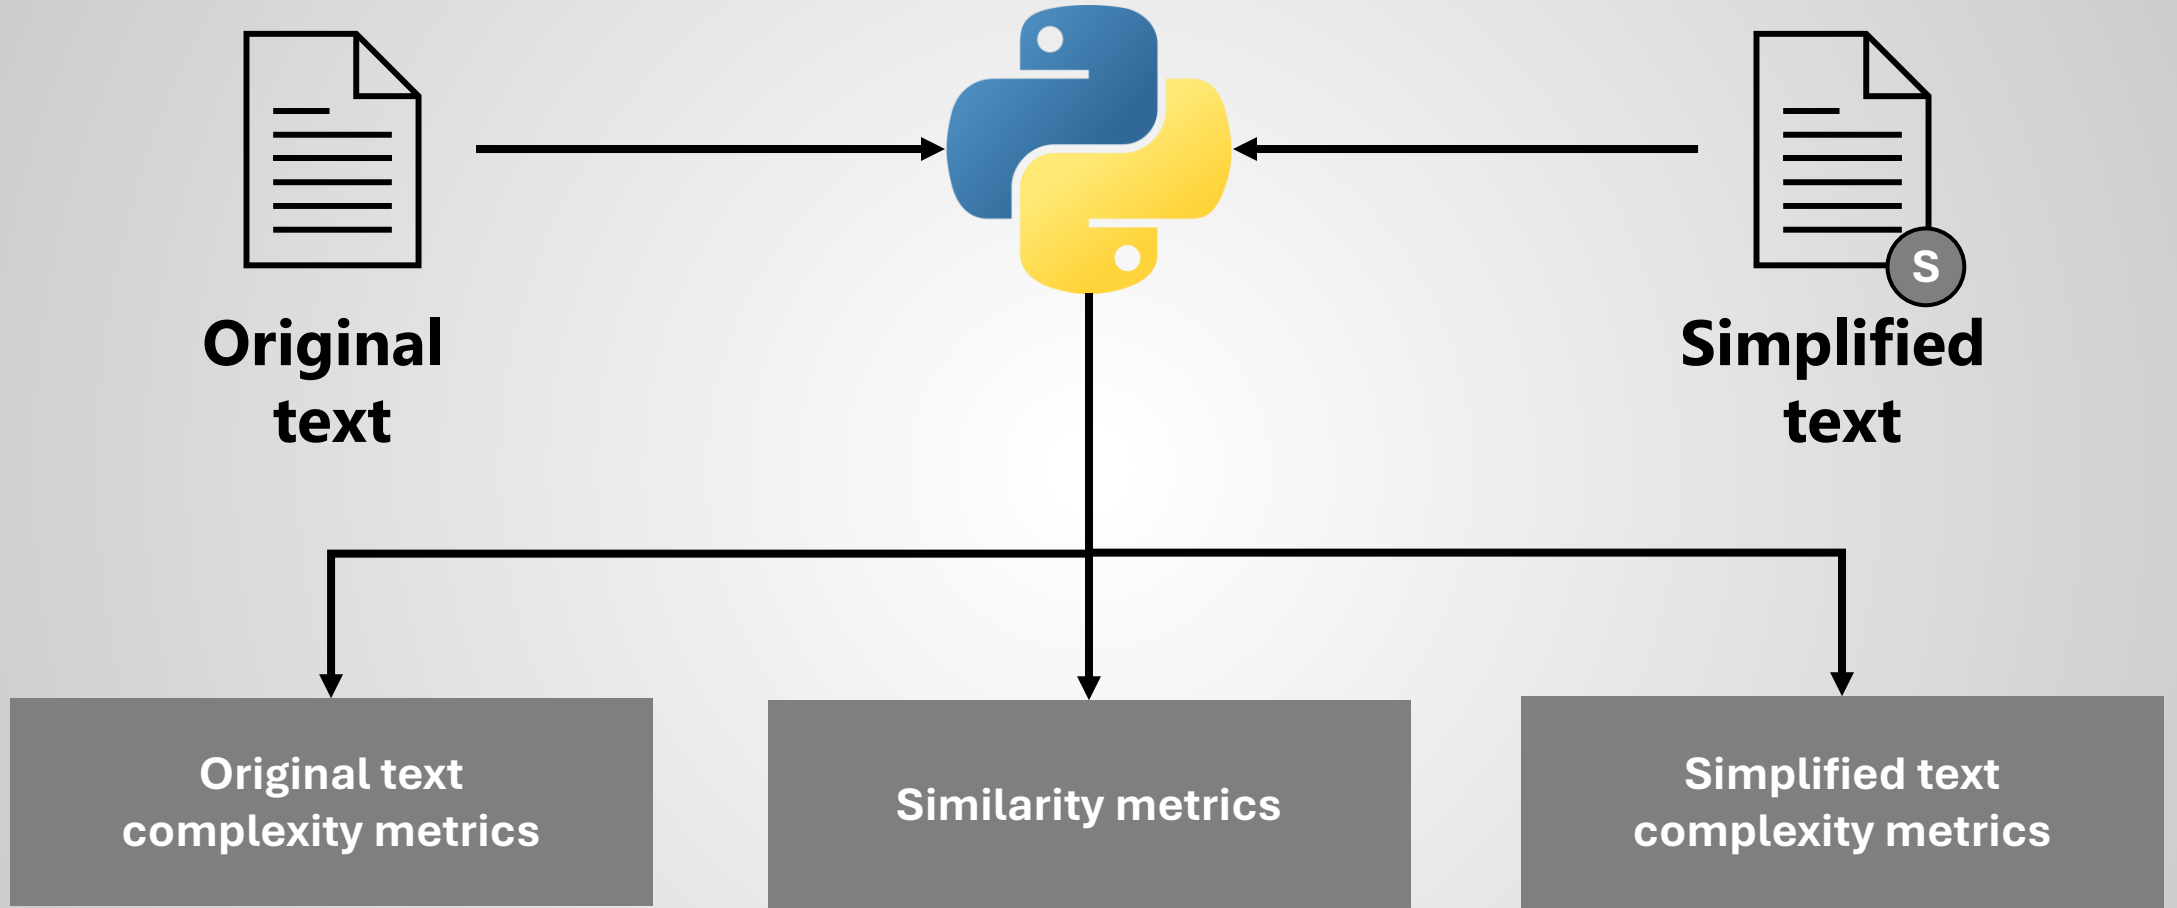 S
Original
text
Simplified
text
Original text
complexity metrics
Similarity metrics
Simplified text
complexity metrics